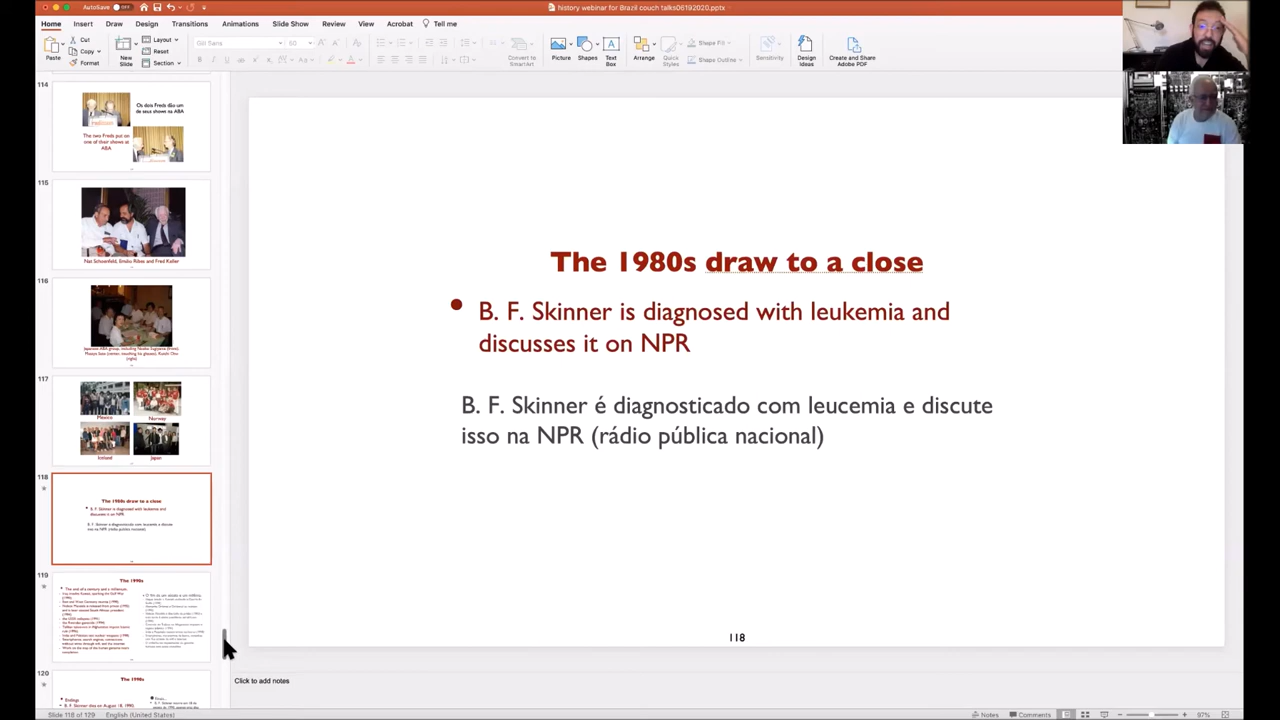 AutoSave
OFF
history webinar for Brazil couch talks06192020.pptx
Home
Insert
Draw
Design
Transitions
Animations
Slide Show
Review
View
Acrobat
Tell me
Paste
Cut
Copy
Format
New
Slide
Layout
Reset
Section
Gill Sans
60
Convert to
SmartArt
Picture
Shapes
Text
Box
Arrange
Quick
Styles
Shape Fill
Shape Outline
Sensitivity
Design
Ideas
Create and Share
Adobe PDF
114
Os dois Freds dão um
de seus shows na ABA
The two Freds put on
one of their shows at
ABA
115
Nat Schoenfeld, Emilio Ribes and Fred Keller
116
117
Mexico
Norway
Iceland
Japan
118
The 1980s draw to a close
B. F. Skinner is diagnosed with leukemia and
discusses it on NPR
B. F. Skinner é diagnosticado com leucemia e discute
isso na NPR (rádio pública nacional)
119
The 1990s
120
The 1990s
Endings
B. F. Skinner dies on August 18, 1990
The 1980s draw to a close
B. F. Skinner is diagnosed with leukemia and
discusses it on NPR
B. F. Skinner é diagnosticado com leucemia e discute
isso na NPR (rádio pública nacional)
118
Click to add notes
Slide 118 of 129
English (United States)
Notes
Comments
97%